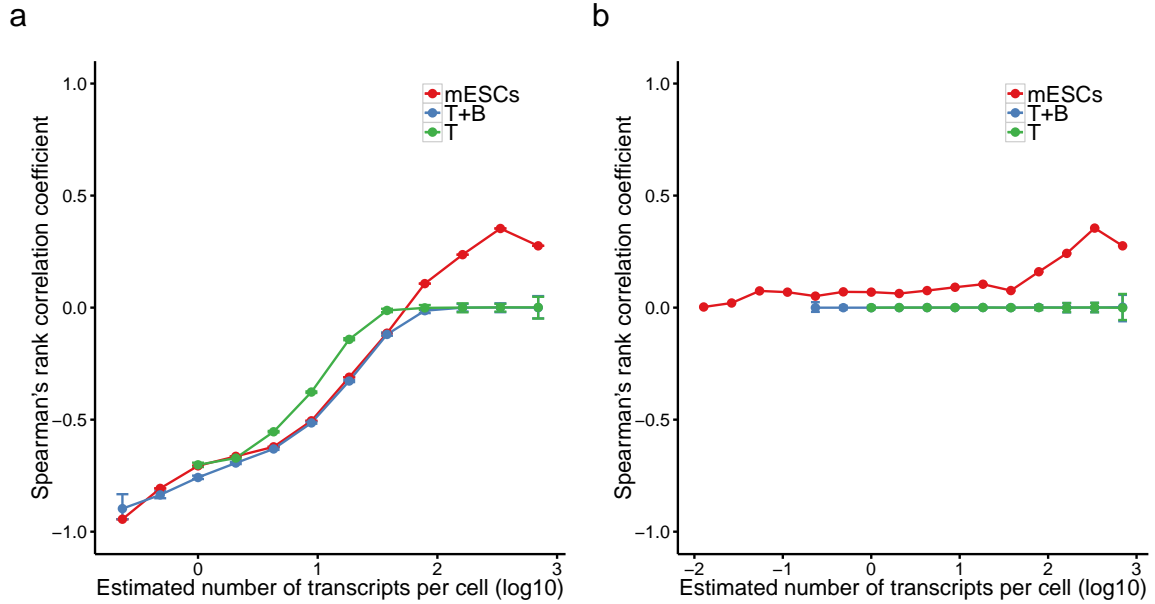 a
b
Spearman's rank correlation coefficient
1.0
0.5
0.0
−0.5
−1.0
mESCs
T+B
T
0
1
2
3
Estimated number of transcripts per cell (log10)
Spearman's rank correlation coefficient
1.0
0.5
0.0
−0.5
−1.0
mESCs
T+B
T
−2
−1
0
1
2
3
Estimated number of transcripts per cell (log10)